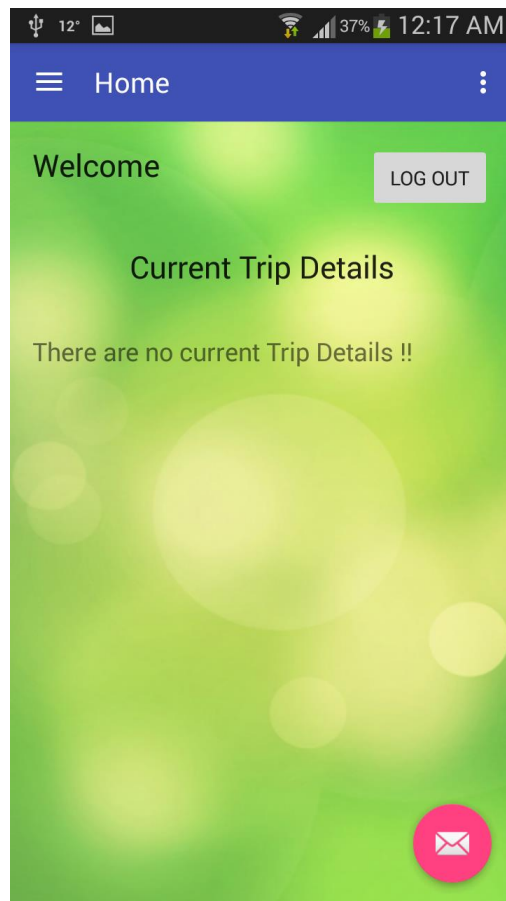 12° 37% 12:17 AM
Home
Welcome
LOG OUT
Current Trip Details
There are no current Trip Details !!